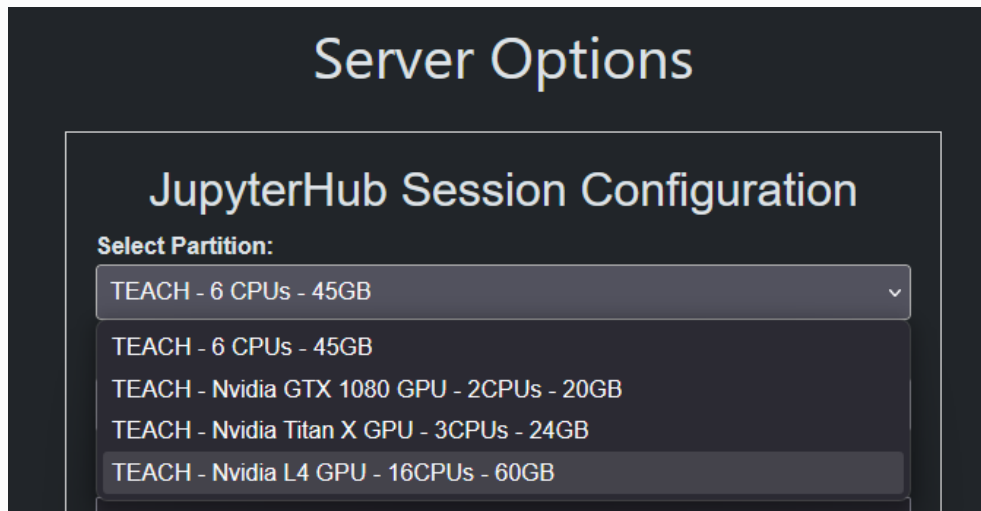 Server Options
JupyterHub Session Configuration
Select Partition:
TEACH - 6 CPUs - 45GB
TEACH - 6 CPUs - 45GB
TEACH - Nvidia GTX 1080 GPU - 2CPUs - 20GB
TEACH - Nvidia Titan X GPU - 3CPUs - 24GB
TEACH - Nvidia L4 GPU - 16CPUs - 60GB